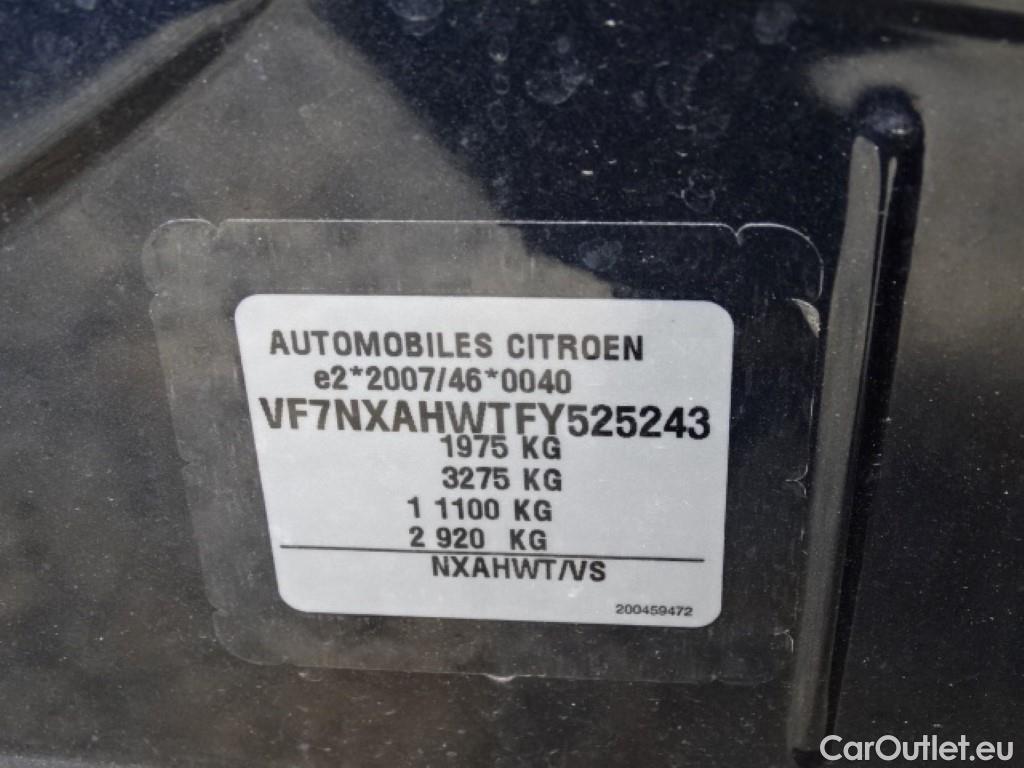 AUTOMOBILES CITROEN
e2*2007/46*0040
VF7NXAHWTFY525243
1975 KG
3275 KG
1 1100 KG
2 920 KG
NXAHWT/VS
200459472
CarOutlet.eu